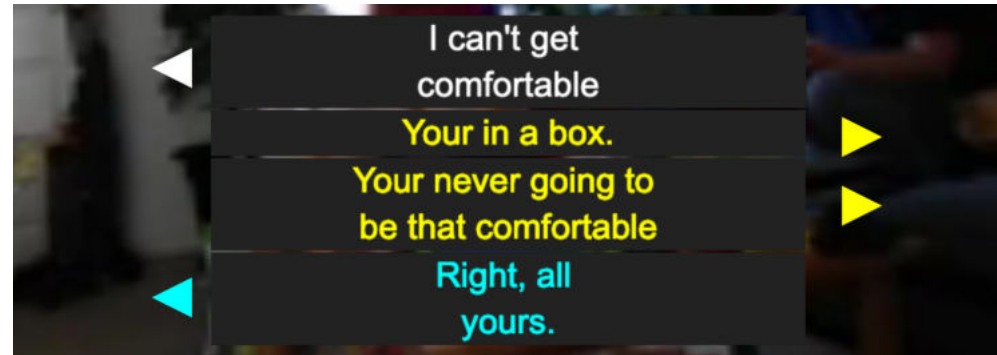 I can't get
comfortable
Your in a box.
Your never going to
be that comfortable
Right, all
yours.